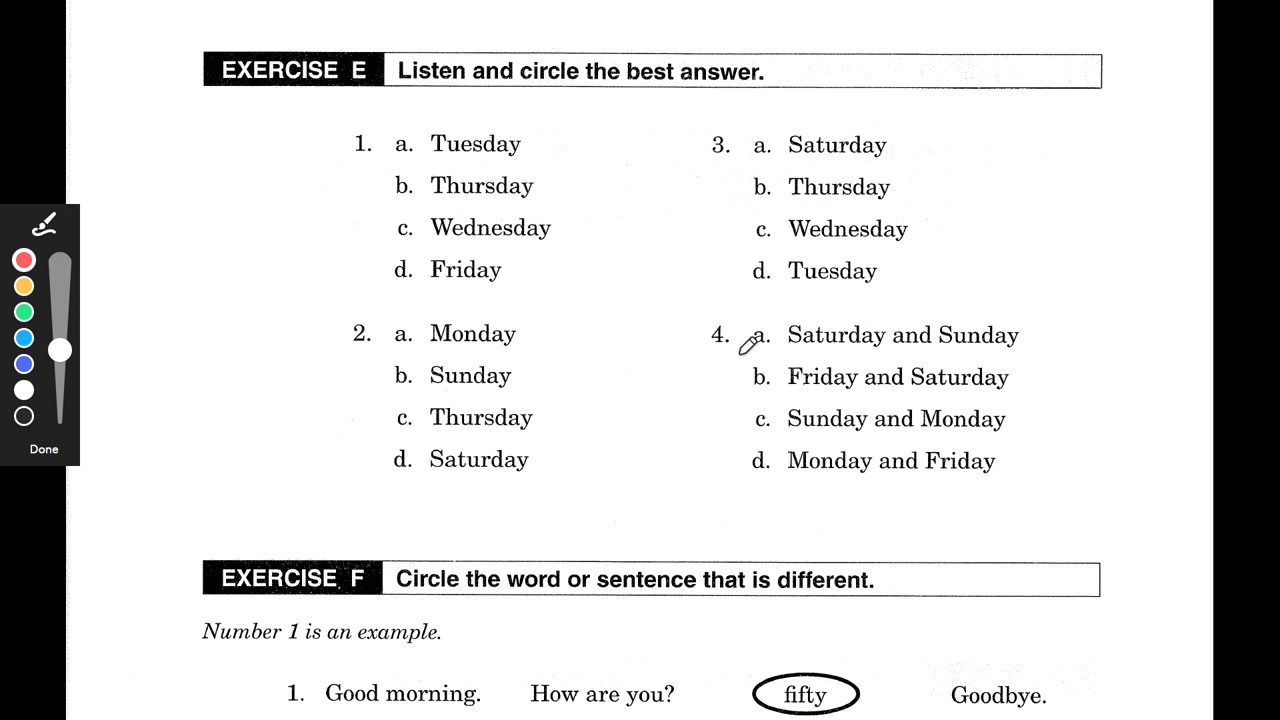 EXERCISE E Listen and circle the best answer.
1. a. Tuesday
b. Thursday
c. Wednesday
d. Friday
2. a. Monday
b. Sunday
c. Thursday
d. Saturday
3. a. Saturday
b. Thursday
c. Wednesday
d. Tuesday
4. a. Saturday and Sunday
b. Friday and Saturday
c. Sunday and Monday
d. Monday and Friday
Done
EXERCISE F Circle the word or sentence that is different.
Number 1 is an example.
1. Good morning. How are you? fifty Goodbye.